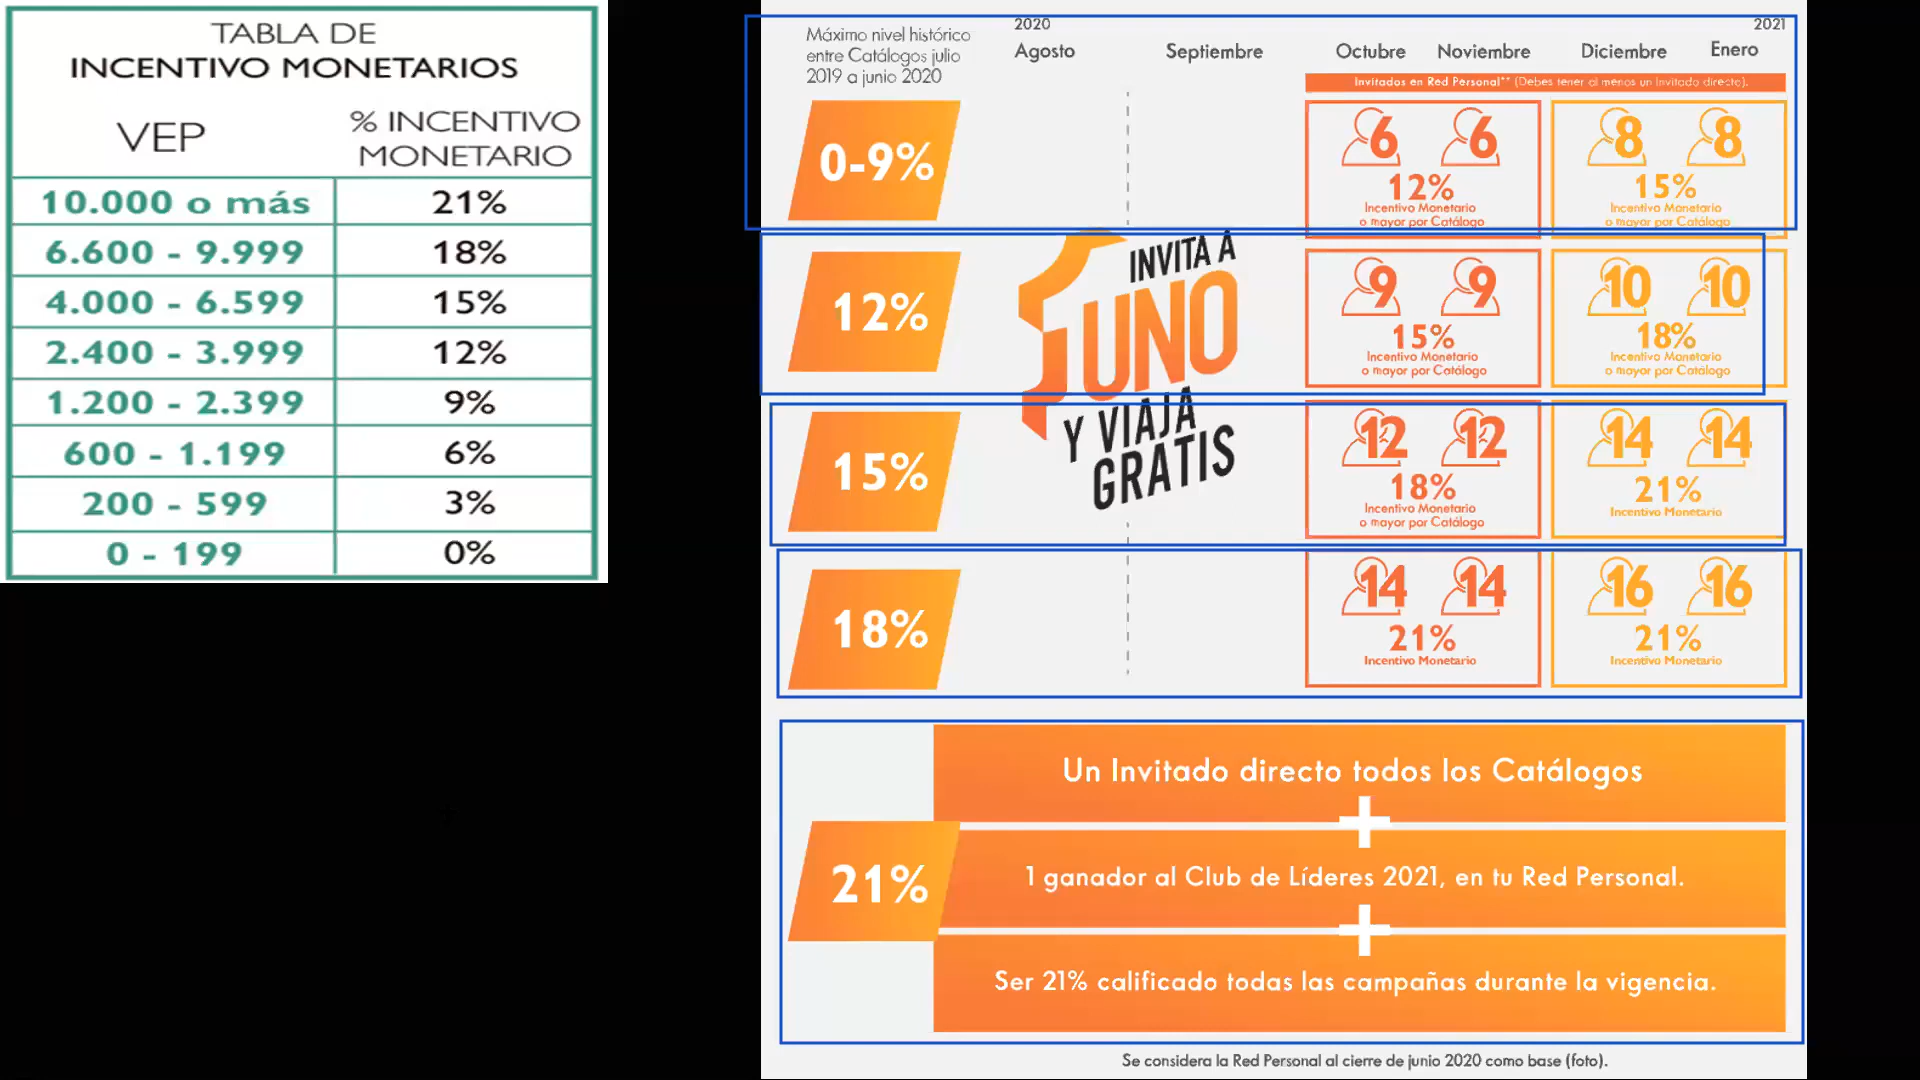 TABLA DE
INCENTIVO MONETARIOS
VEP
% INCENTIVO
MONETARIO
10.000 o más 21%
6.600 - 9.999 18%
4.000 - 6.599 15%
2.400 - 3.999 12%
1.200 - 2.399 9%
600 - 1.199 6%
200 - 599 3%
0 - 199 0%
Máximo nivel histórico
entre Catálogos julio
2019 a junio 2020
2020 2021
Agosto Septiembre Octubre Noviembre Diciembre Enero
Invitados en Red Personal** (Debes tener al menos un Invitado directo).
0-9%
6 6
12%
Incentivo Monetario
o mayor por Catálogo
8 8
15%
Incentivo Monetario
o mayor por Catálogo
INVITA A
UNO
Y VIAJA
GRATIS
12%
9 9
15%
Incentivo Monetario
o mayor por Catálogo
10 10
18%
Incentivo Monetario
o mayor por Catálogo
15%
12 12
18%
Incentivo Monetario
o mayor por Catálogo
14 14
21%
Incentivo Monetario
18%
14 14
21%
Incentivo Monetario
16 16
21%
Incentivo Monetario
21%
Un Invitado directo todos los Catálogos
+
1 ganador al Club de Líderes 2021, en tu Red Personal.
+
Ser 21% calificado todas las campañas durante la vigencia.
Se considera la Red Personal al cierre de junio 2020 como base (foto).